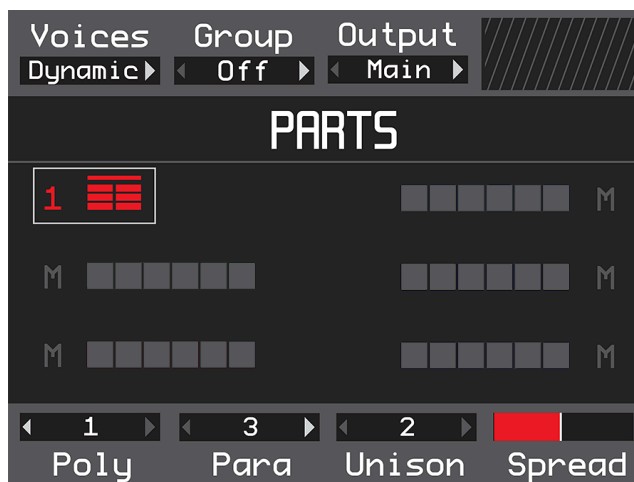 Voices Group Output
Dynamic Off Main
PARTS
1 M
M M
M M
1 3 2
Poly Para Unison Spread